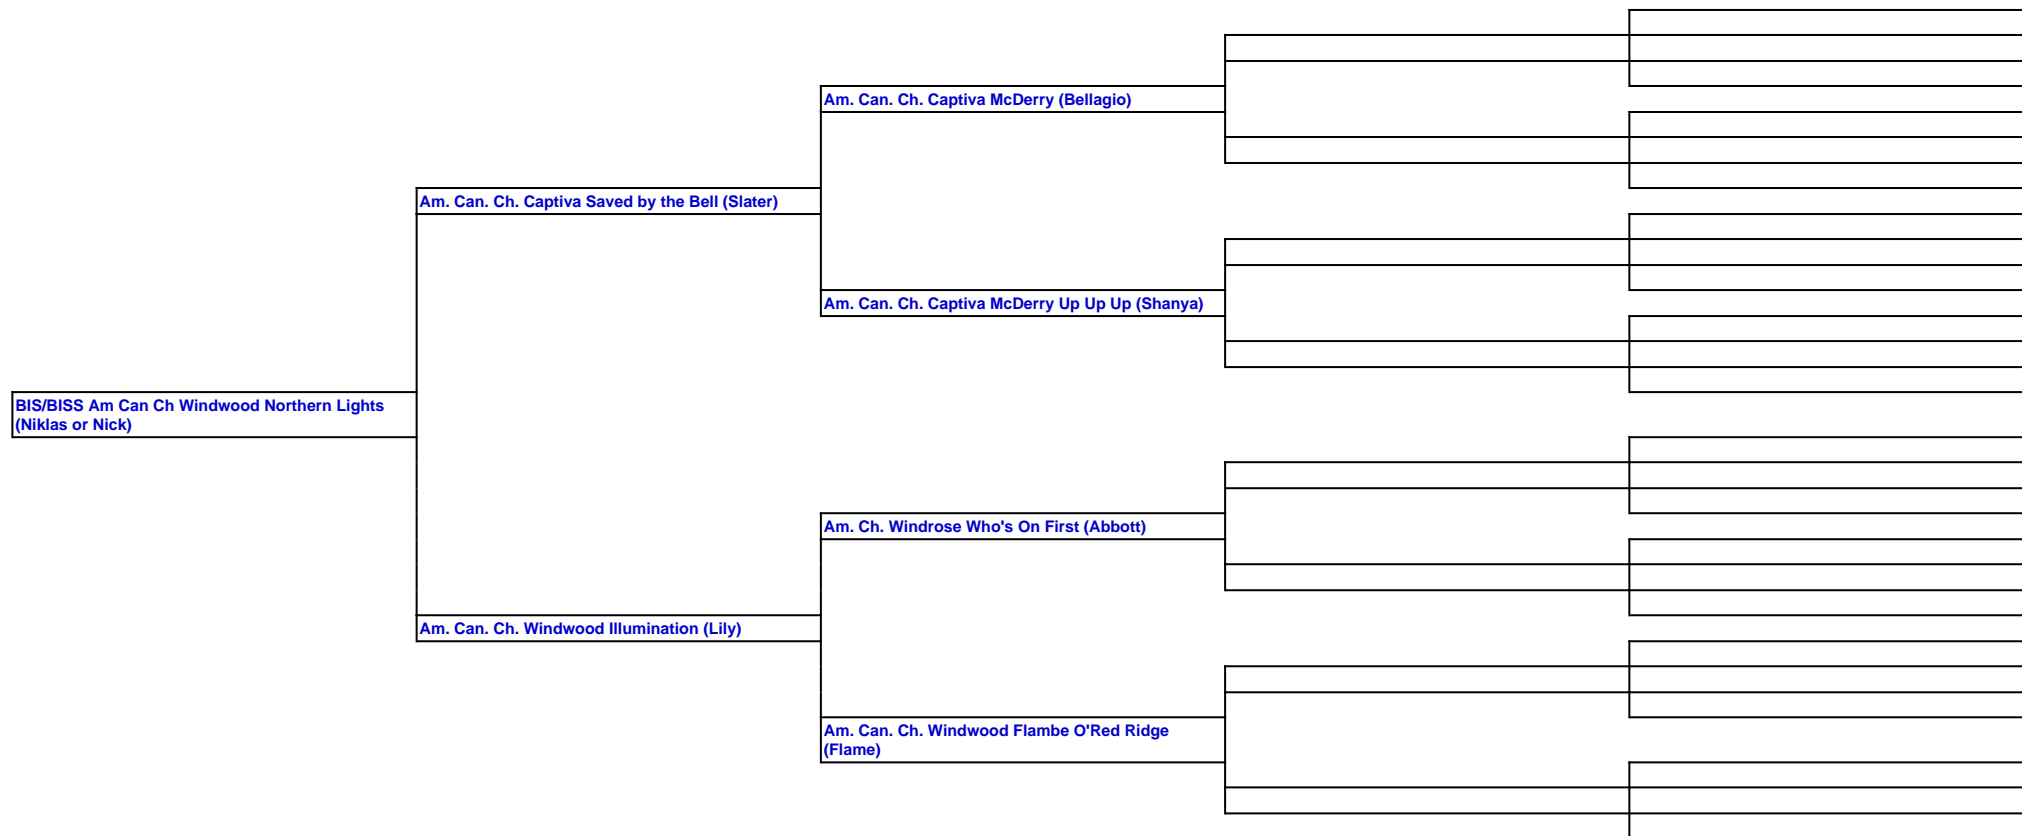 Am. Can. Ch. Captiva McDerry (Bellagio)
Am. Can. Ch. Captiva Saved by the Bell (Slater)
Am. Can. Ch. Captiva McDerry Up Up Up (Shanya)
BIS/BISS Am Can Ch Windwood Northern Lights
(Niklas or Nick)
Am. Ch. Windrose Who's On First (Abbott)
Am. Can. Ch. Windwood Illumination (Lily)
Am. Can. Ch. Windwood Flambe O'Red Ridge
(Flame)